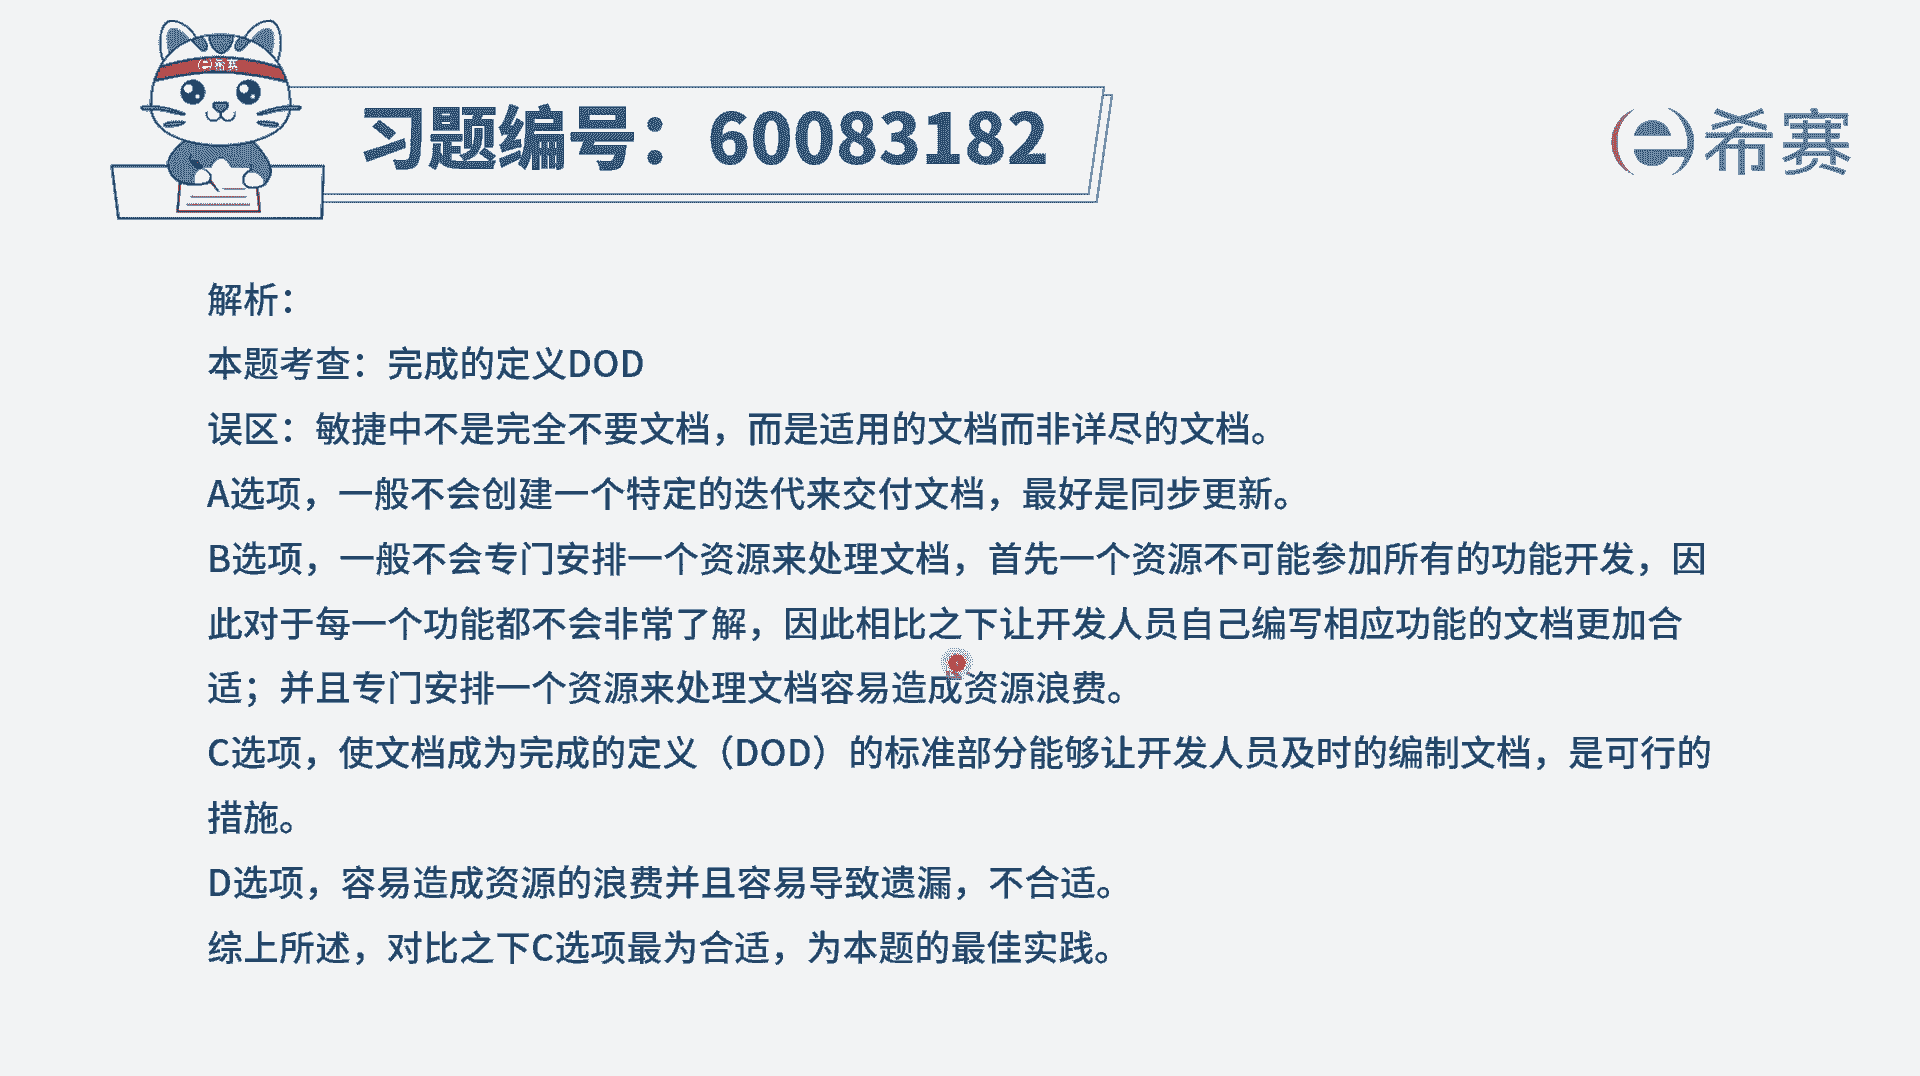 希赛
习题编号：60083182
希赛
解析：
本题考查：完成的定义DOD
误区：敏捷中不是完全不要文档，而是适用的文档而非详尽的文档。
A选项，一般不会创建一个特定的迭代来交付文档，最好是同步更新。
B选项，一般不会专门安排一个资源来处理文档，首先一个资源不可能参加所有的功能开发，因
此对于每一个功能都不会非常了解，因此相比之下让开发人员自己编写相应功能的文档更加合
适；并且专门安排一个资源来处理文档容易造成资源浪费。
C选项，使文档成为完成的定义（DOD）的标准部分能够让开发人员及时的编制文档，是可行的
措施。
D选项，容易造成资源的浪费并且容易导致遗漏，不合适。
综上所述，对比之下C选项最为合适，为本题的最佳实践。